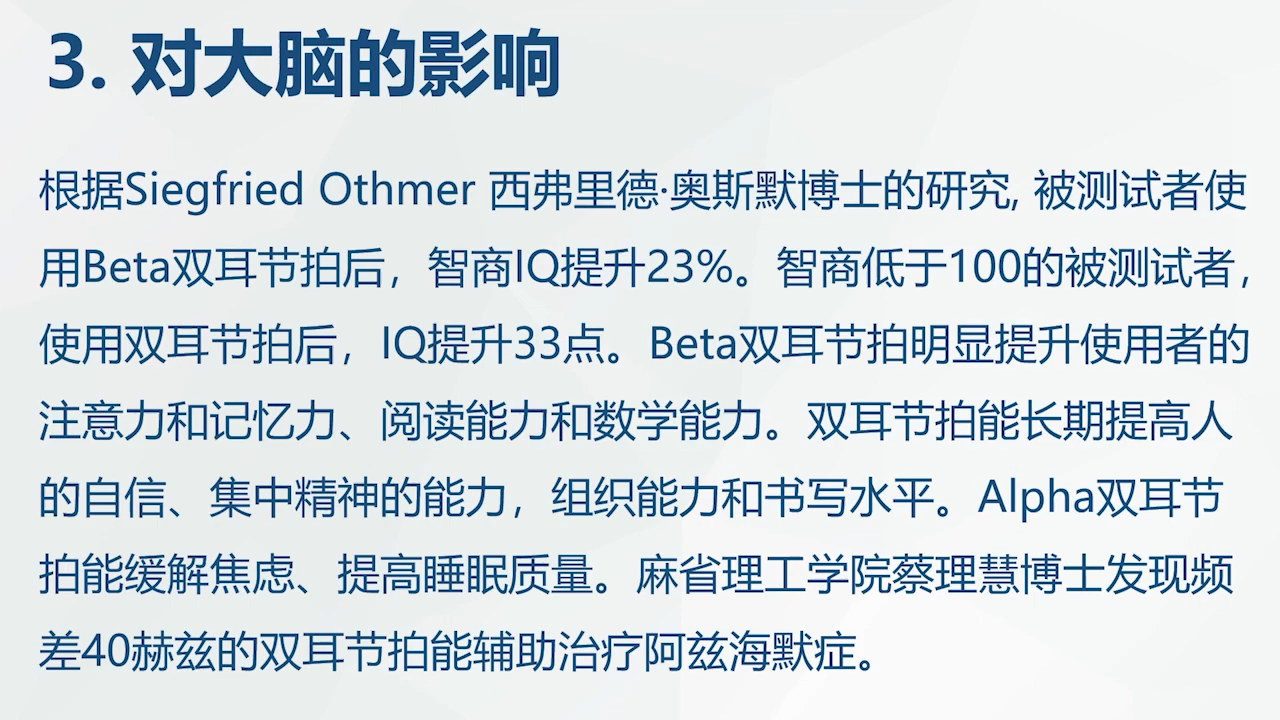 3. 对大脑的影响
根据Siegfried Othmer 西弗里德·奥斯默博士的研究, 被测试者使
用Beta双耳节拍后，智商IQ提升23%。智商低于100的被测试者，
使用双耳节拍后，IQ提升33点。Beta双耳节拍明显提升使用者的
注意力和记忆力、阅读能力和数学能力。双耳节拍能长期提高人
的自信、集中精神的能力，组织能力和书写水平。Alpha双耳节
拍能缓解焦虑、提高睡眠质量。麻省理工学院蔡理慧博士发现频
差40赫兹的双耳节拍能辅助治疗阿兹海默症。